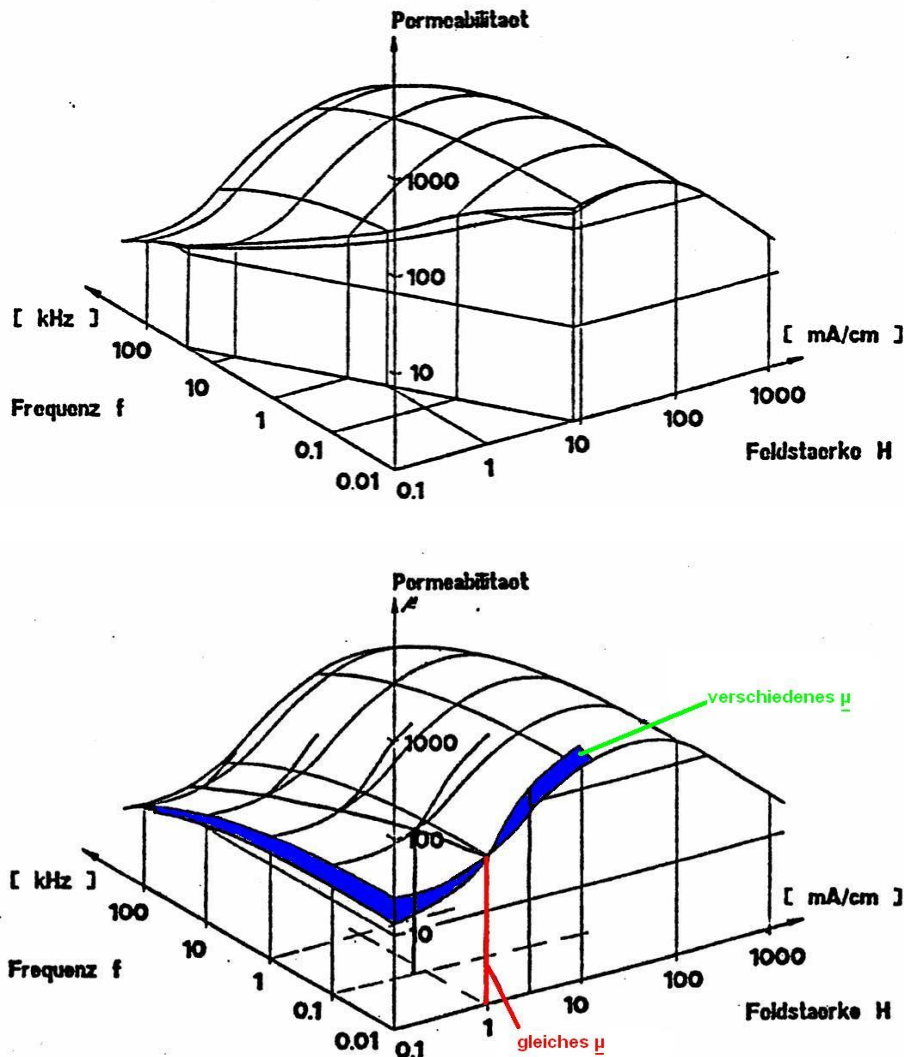 Permeabilitaet
1000
100
10
[ kHz ]
100
10
1
0.1
0.01
Frequenz f
0.1
1
10
100
1000
[ mA/cm ]
Feldstaerke H
Permeabilitaet
µ
1000
verschiedenes µ
100
10
[ kHz ]
100
10
1
0.1
0.01
Frequenz f
0.1
1
10
100
1000
[ mA/cm ]
Feldstaerke H
gleiches µ